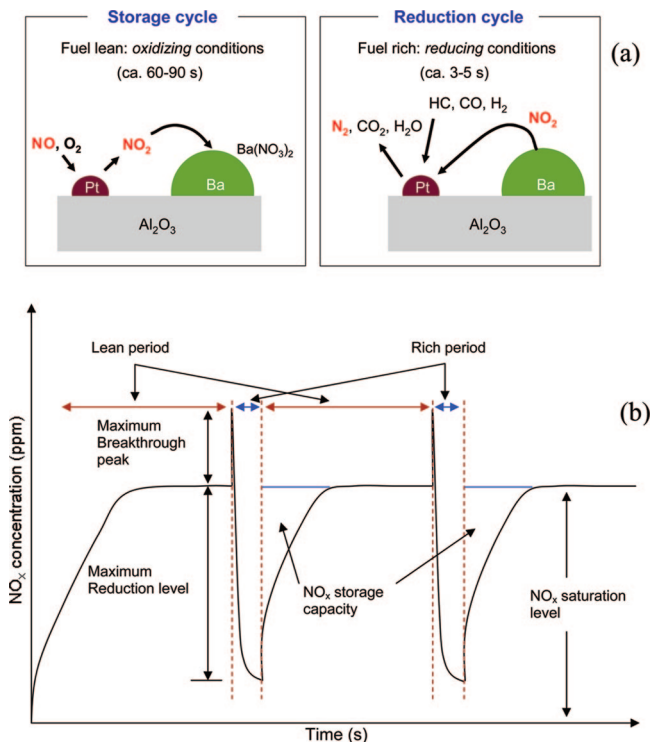 Storage cycle
Fuel lean: oxidizing conditions
(ca. 60-90 s)
NO, O₂
NO₂
Ba(NO₃)₂
Pt
Ba
Al₂O₃
Reduction cycle
Fuel rich: reducing conditions
(ca. 3-5 s)
HC, CO, H₂
NO₂
N₂, CO₂, H₂O
Pt
Ba
Al₂O₃
(a)
Lean period
Rich period
(b)
Maximum
Breakthrough
peak
Maximum
Reduction level
NOₓ storage
capacity
NOₓ saturation
level
NOₓ concentration (ppm)
Time (s)